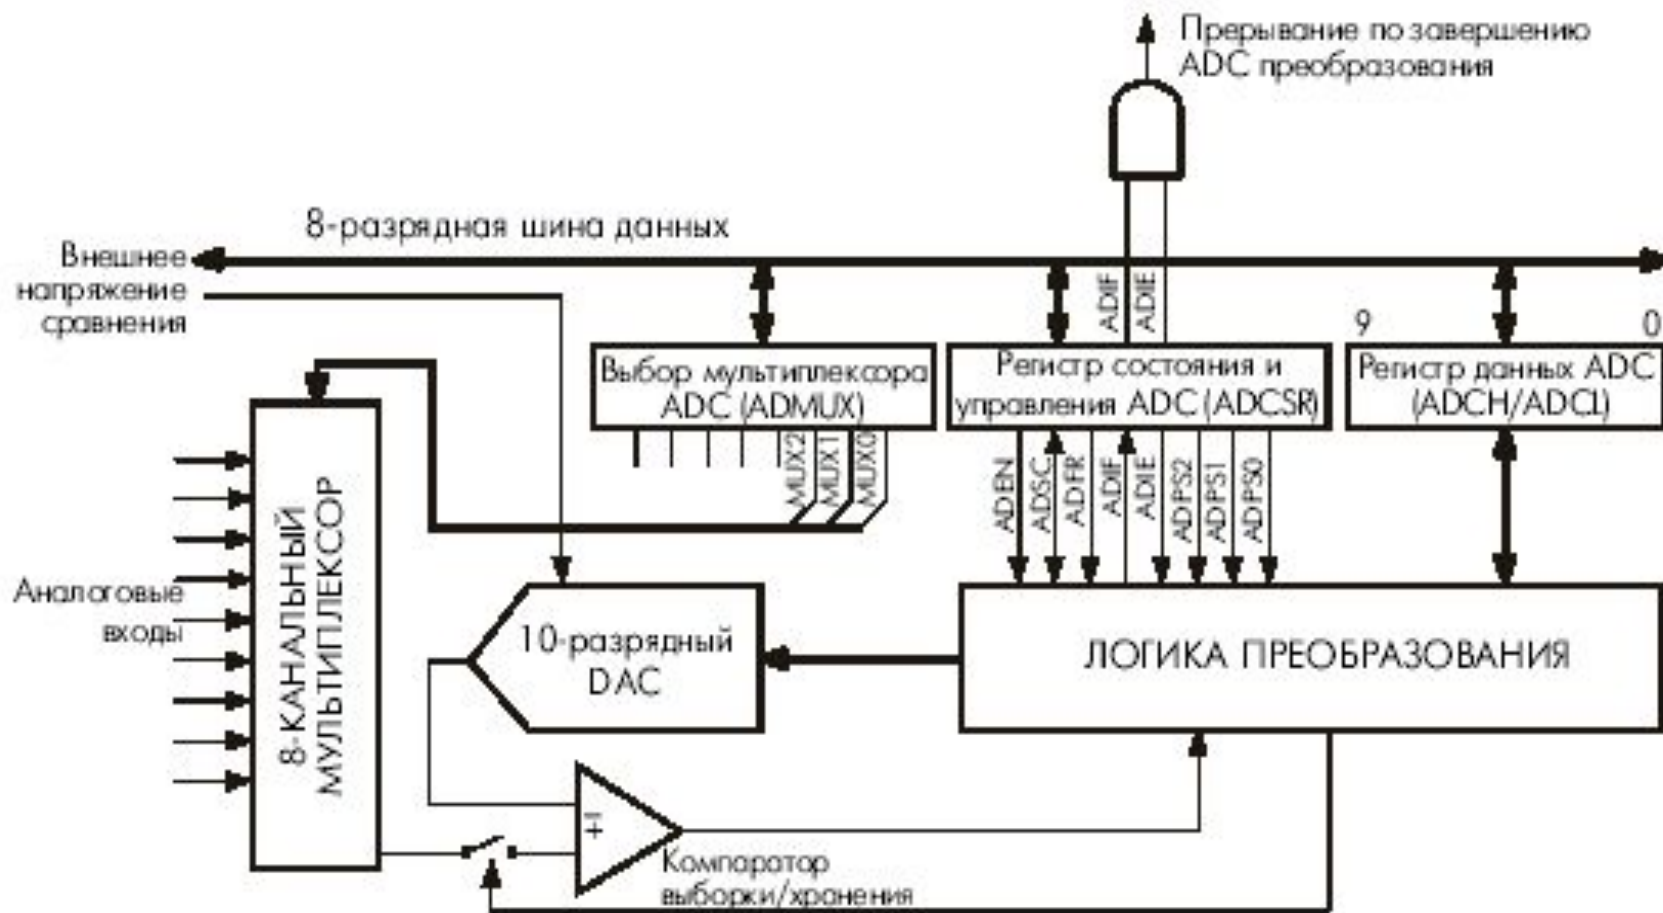 Прерывание по завершению
ADC преобразования
8-разрядная шина данных
Внешнее
напряжение
сравнения
ADIF
ADIE
9
0
Выбор мультиплексора
ADC (ADMUX)
Регистр состояния и
управления ADC (ADCSR)
Регистр данных ADC
(ADCH/ADCL)
MUX2
MUX1
MUX0
ADEN
ADSC
ADFR
ADIF
ADIE
ADPS2
ADPS1
ADPS0
Аналоговые
входы
8-КАНАЛЬНЫЙ
МУЛЬТИПЛЕКСОР
10-разрядный
DAC
ЛОГИКА ПРЕОБРАЗОВАНИЯ
+
Компаратор
выборки/хранения